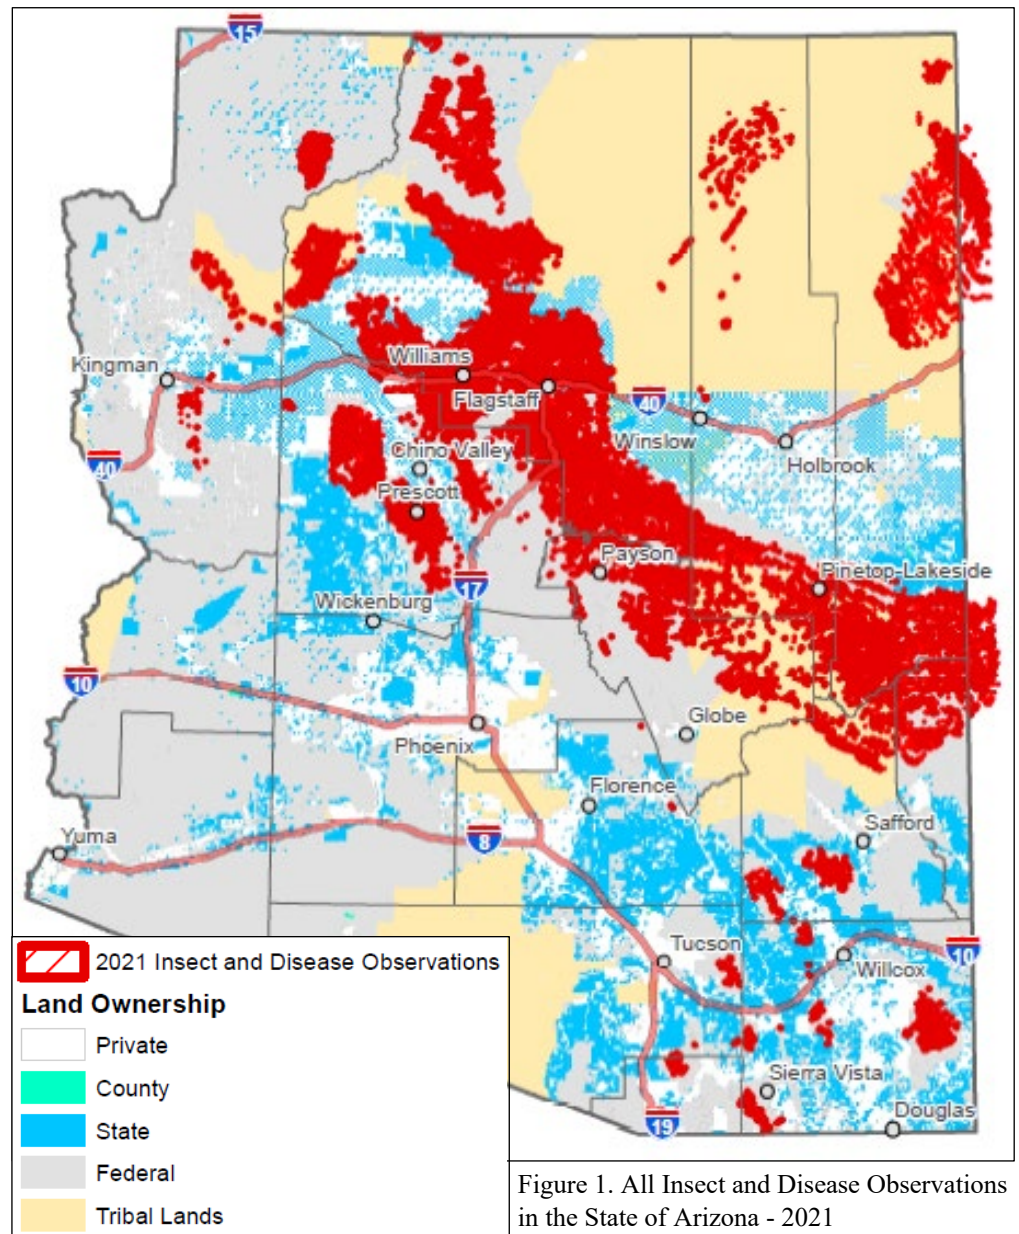 15
Kingman
Williams
Flagstaff
40
Winslow
Holbrook
40
Chino Valley
Prescott
Payson
Pinetop-Lakeside
17
Wickenburg
10
Phoenix
Globe
Florence
Safford
Yuma
8
Tucson
Willcox
10
Sierra Vista
Douglas
19
2021 Insect and Disease Observations
Land Ownership
Private
County
State
Federal
Tribal Lands
Figure 1. All Insect and Disease Observations
in the State of Arizona - 2021